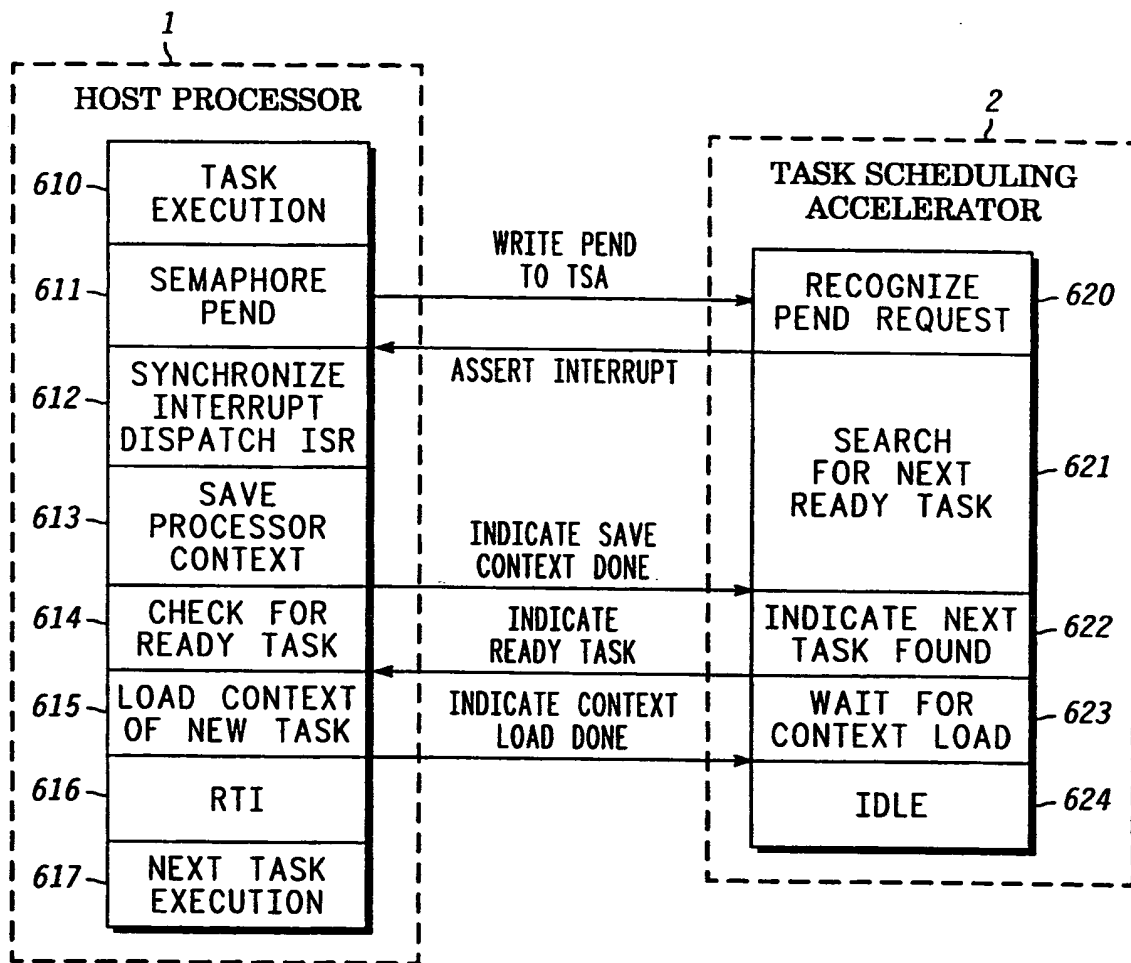 1
HOST PROCESSOR
610
TASK
EXECUTION
611
SEMAPHORE
PEND
612
SYNCHRONIZE
INTERRUPT
DISPATCH ISR
613
SAVE
PROCESSOR
CONTEXT
614
CHECK FOR
READY TASK
615
LOAD CONTEXT
OF NEW TASK
616
RTI
617
NEXT TASK
EXECUTION
WRITE PEND
TO TSA
ASSERT INTERRUPT
INDICATE SAVE
CONTEXT DONE
INDICATE
READY TASK
INDICATE CONTEXT
LOAD DONE
2
TASK SCHEDULING
ACCELERATOR
RECOGNIZE
PEND REQUEST
620
SEARCH
FOR NEXT
READY TASK
621
INDICATE NEXT
TASK FOUND
622
WAIT FOR
CONTEXT LOAD
623
IDLE
624